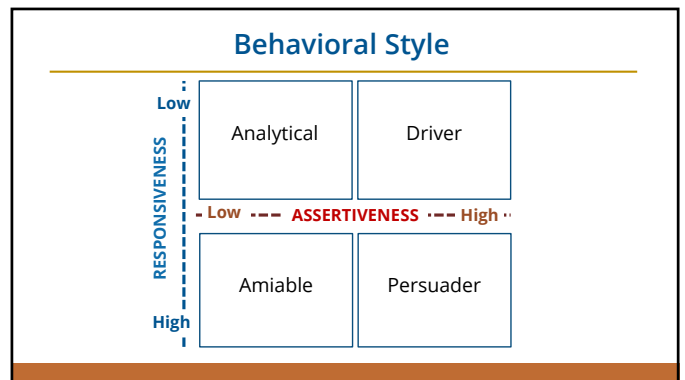 Behavioral Style
Low
Analytical
Driver
RESPONSIVENESS
Low
ASSERTIVENESS
High
Amiable
Persuader
High